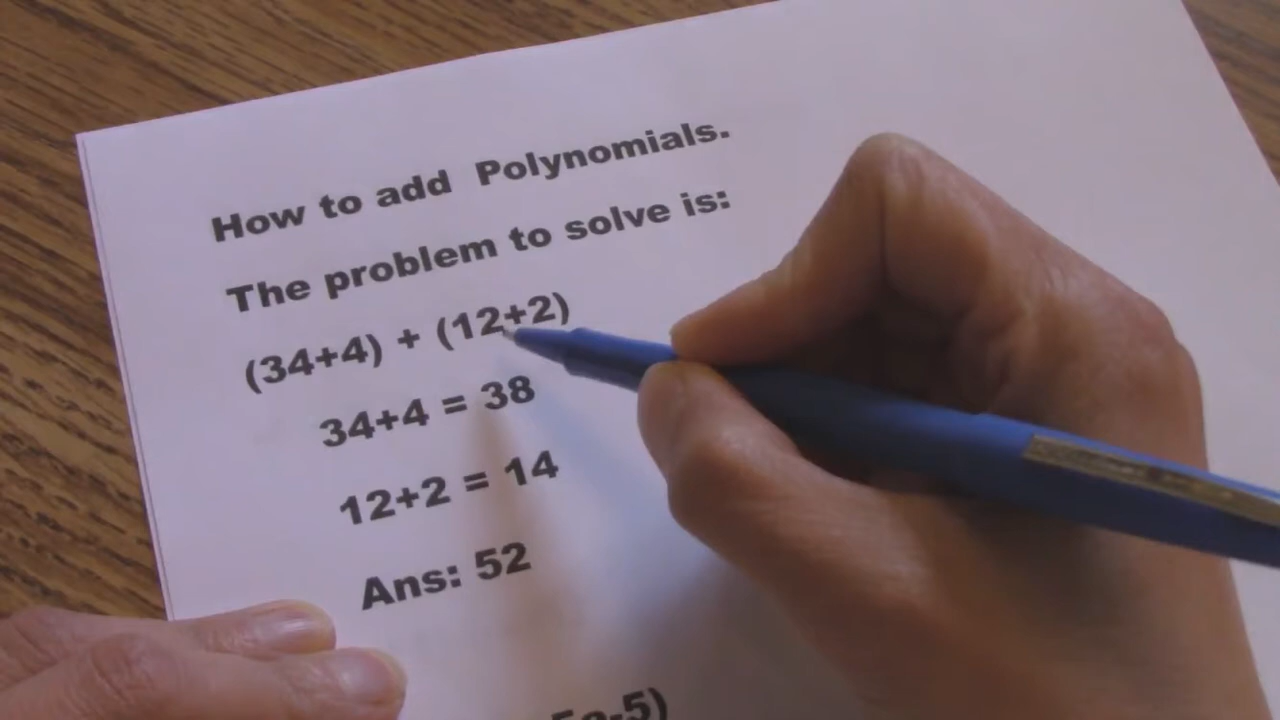 How to add Polynomials.
The problem to solve is:
(34+4) + (12+2)
34+4 = 38
12+2 = 14
Ans: 52